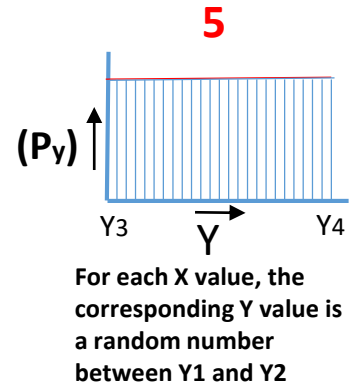 5
(Py)
Y3 Y4
Y
For each X value, the
corresponding Y value is
a random number
between Y1 and Y2